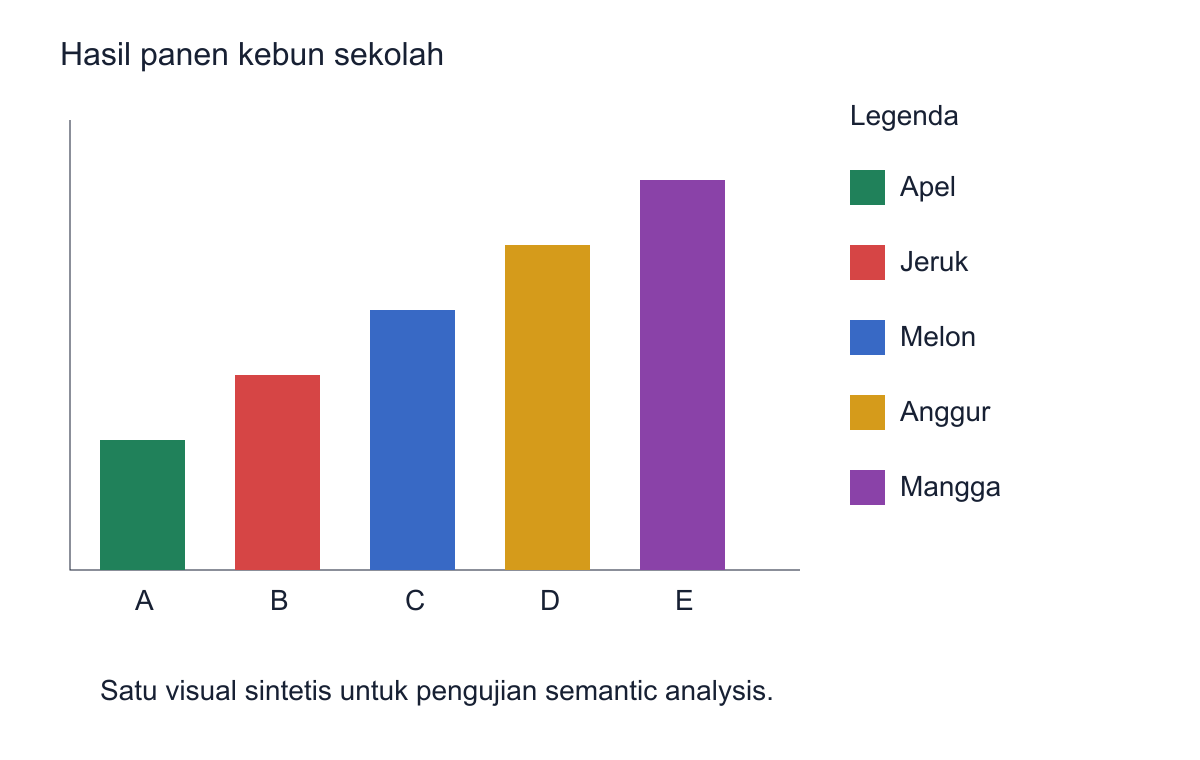 Hasil panen kebun sekolah
Legenda
Apel
Jeruk
Melon
Anggur
Mangga
A B C D E
Satu visual sintetis untuk pengujian semantic analysis.